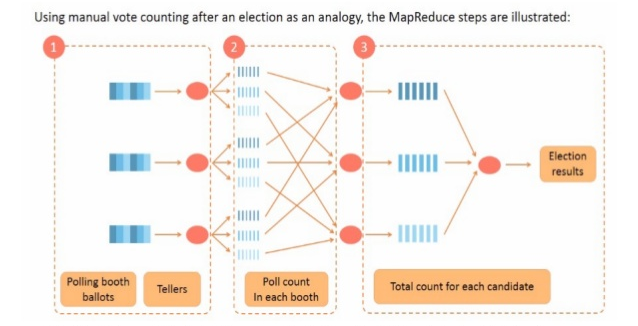 Using manual vote counting after an election as an analogy, the MapReduce steps are illustrated:
1
2
3
Election
results
Polling booth
ballots
Tellers
Poll count
In each booth
Total count for each candidate